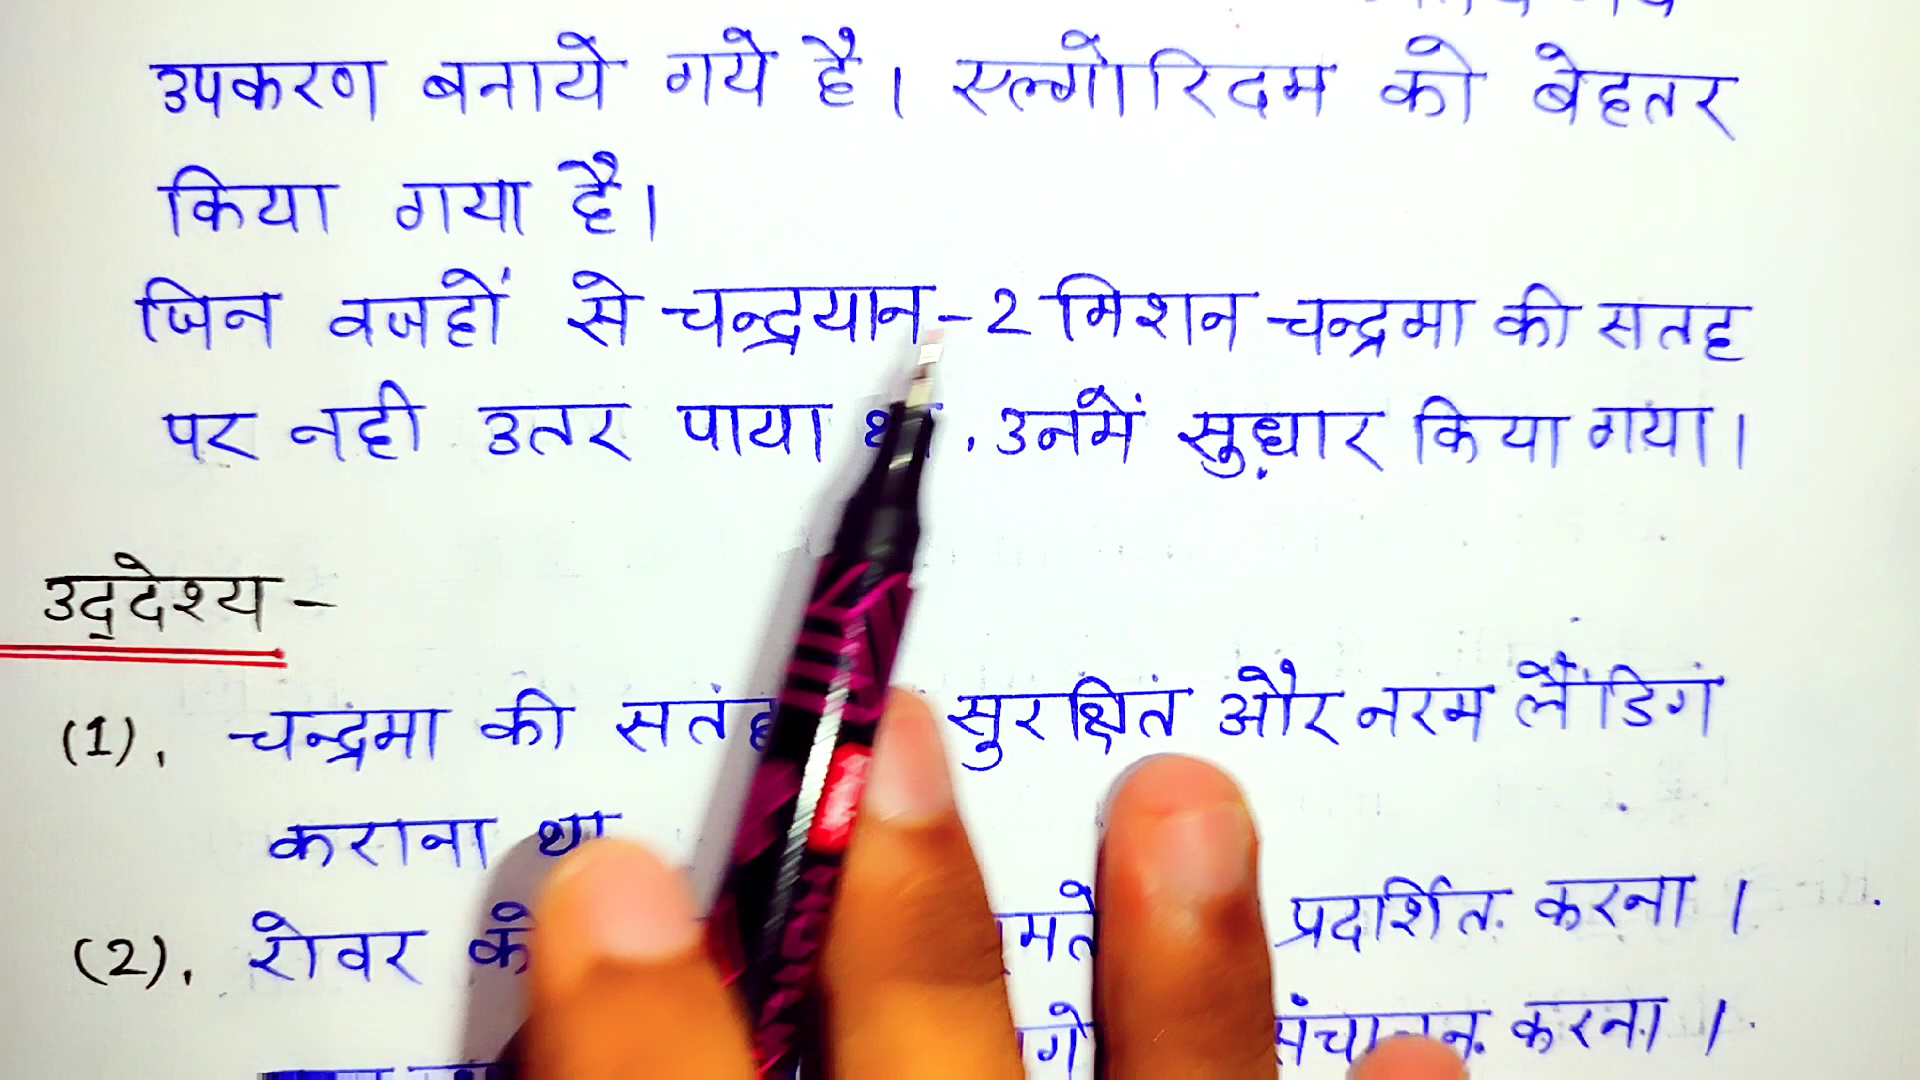 उपकरण बनाये गये है। एल्गोरिदम को बेहतर
किया गया है।
जिन वजहों से चन्द्रयान-2 मिशन चन्द्रमा की सतह
पर नही उतर पाया था, उनमें सुधार किया गया।
उद्देश्य -
(1). चन्द्रमा की सतह सुरक्षित और नरम लैंडिग
कराना था
(2). रोवर प्रदर्शित करना ।
करना ।